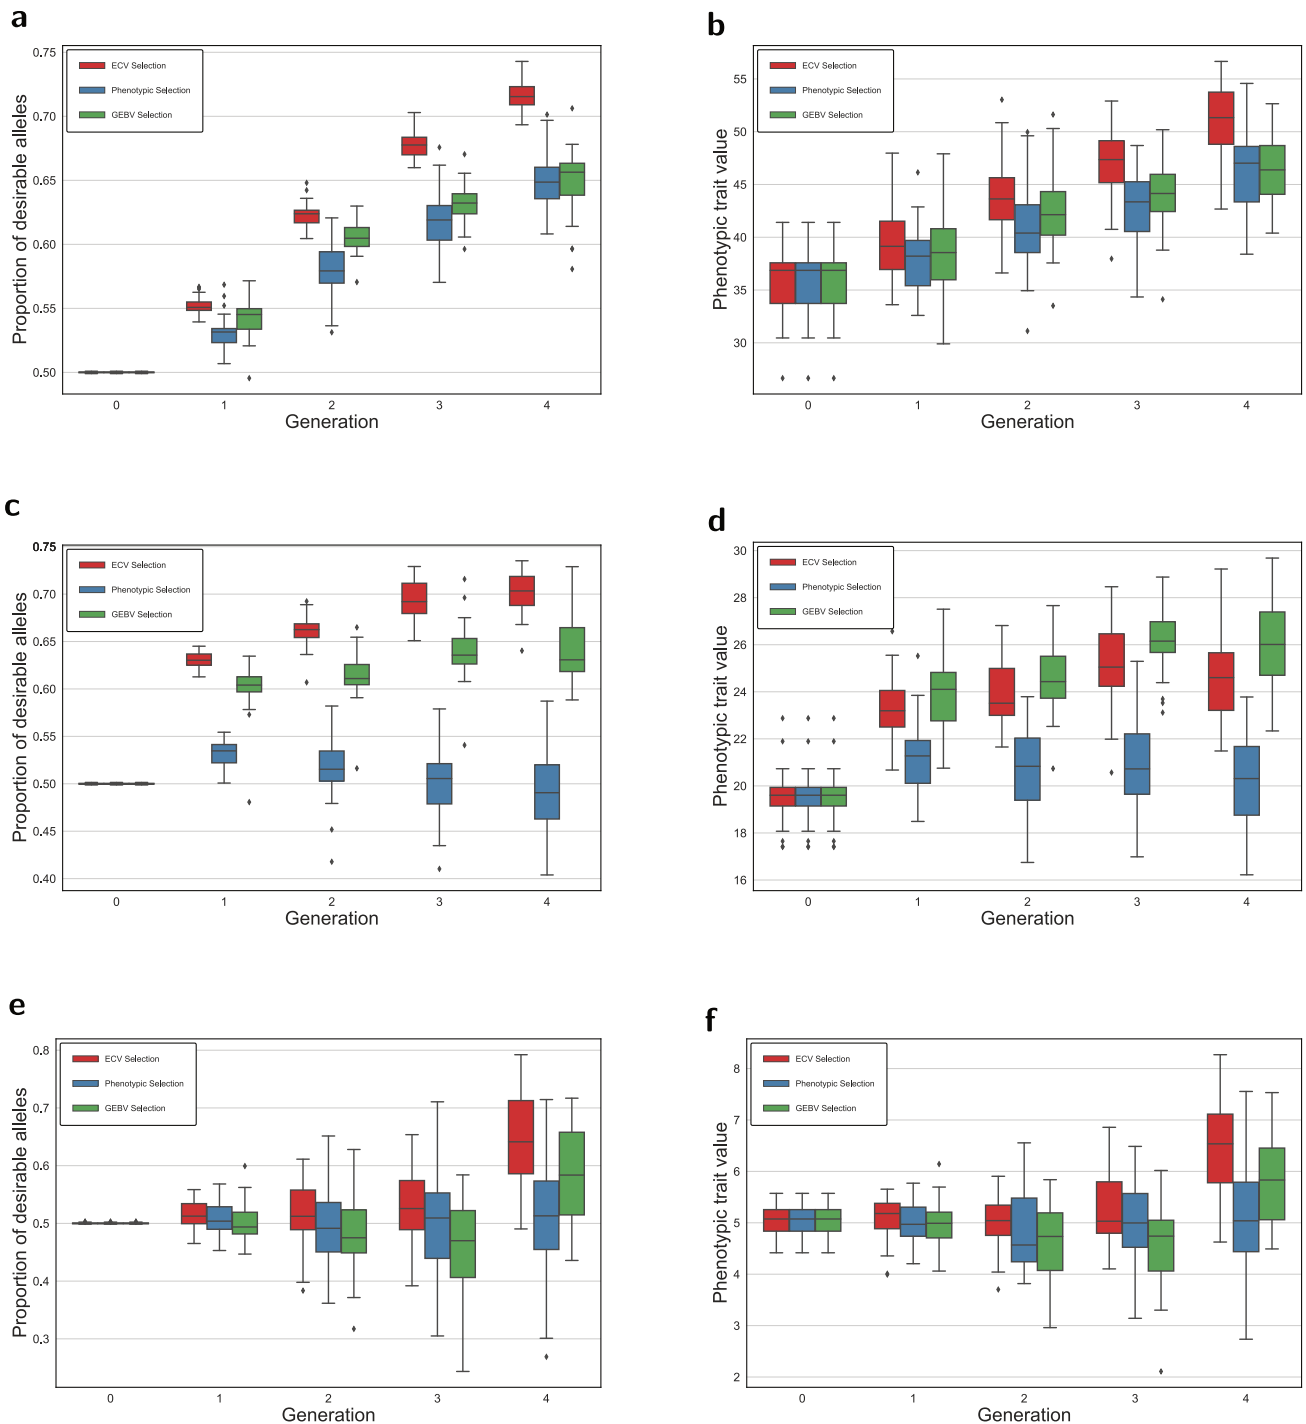 a
0.75
0.70
0.65
0.60
0.55
0.50
Proportion of desirable alleles
ECV Selection
Phenotypic Selection
GEBV Selection
0 1 2 3 4
Generation
b
55
50
45
40
35
30
Phenotypic trait value
ECV Selection
Phenotypic Selection
GEBV Selection
0 1 2 3 4
Generation
c
0.75
0.70
0.65
0.60
0.55
0.50
0.45
0.40
Proportion of desirable alleles
ECV Selection
Phenotypic Selection
GEBV Selection
0 1 2 3 4
Generation
d
30
28
26
24
22
20
18
16
Phenotypic trait value
ECV Selection
Phenotypic Selection
GEBV Selection
0 1 2 3 4
Generation
e
0.8
0.7
0.6
0.5
0.4
0.3
Proportion of desirable alleles
ECV Selection
Phenotypic Selection
GEBV Selection
0 1 2 3 4
Generation
f
8
7
6
5
4
3
2
Phenotypic trait value
ECV Selection
Phenotypic Selection
GEBV Selection
0 1 2 3 4
Generation